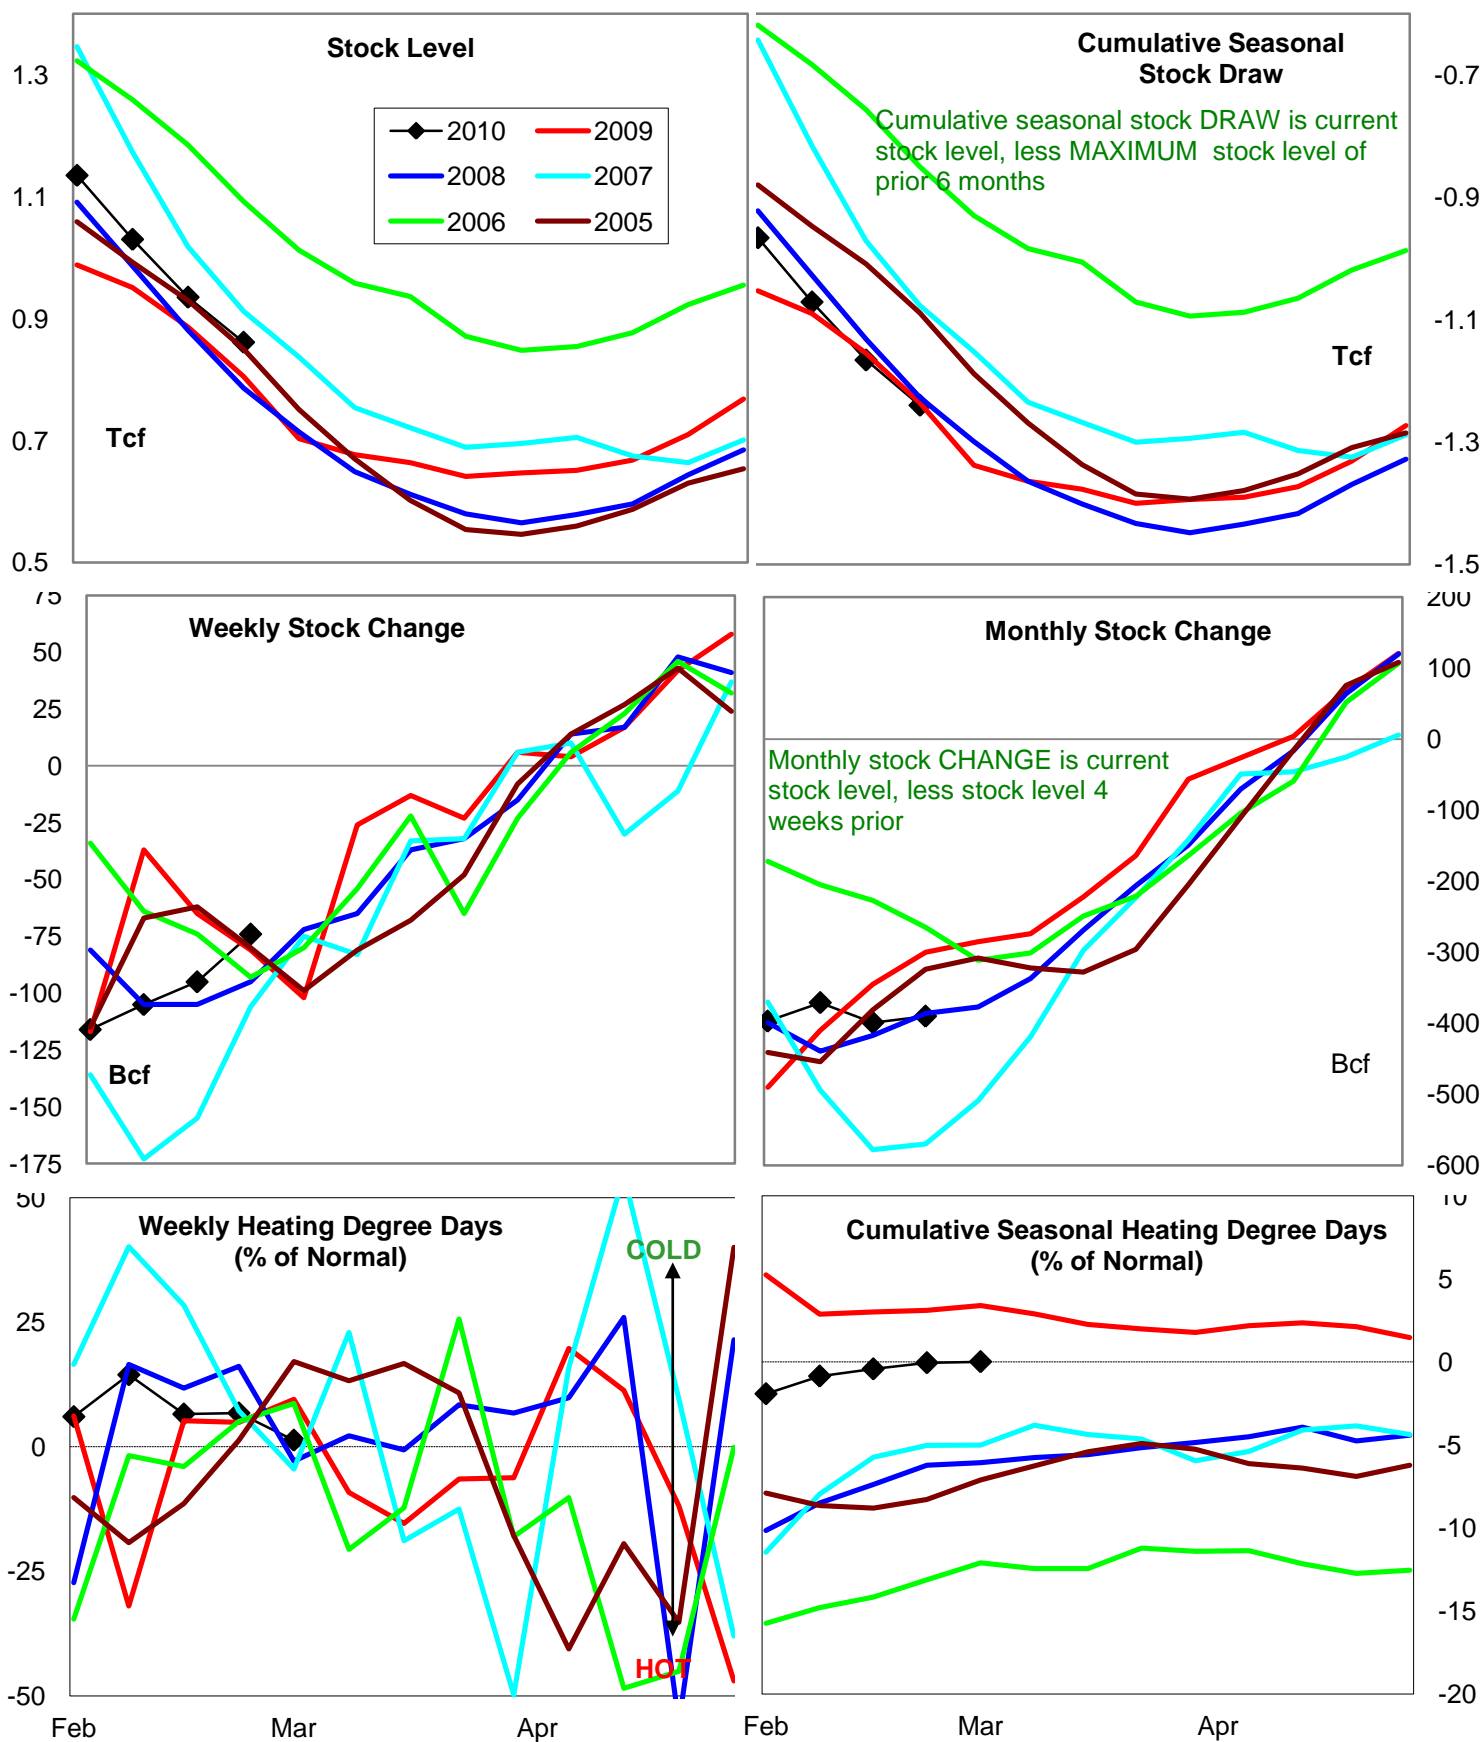 Stock Level
1.3
1.1
0.9
0.7
0.5
Tcf
2010 2009
2008 2007
2006 2005
Cumulative Seasonal
Stock Draw
Cumulative seasonal stock DRAW is current
stock level, less MAXIMUM stock level of
prior 6 months
Tcf
-0.7
-0.9
-1.1
-1.3
-1.5
Weekly Stock Change
75
50
25
0
-25
-50
-75
-100
-125
-150
-175
Bcf
Monthly Stock Change
Monthly stock CHANGE is current
stock level, less stock level 4
weeks prior
Bcf
200
100
0
-100
-200
-300
-400
-500
-600
Weekly Heating Degree Days
(% of Normal)
COLD
HOT
50
25
0
-25
-50
Feb Mar Apr
Cumulative Seasonal Heating Degree Days
(% of Normal)
10
5
0
-5
-10
-15
-20
Feb Mar Apr